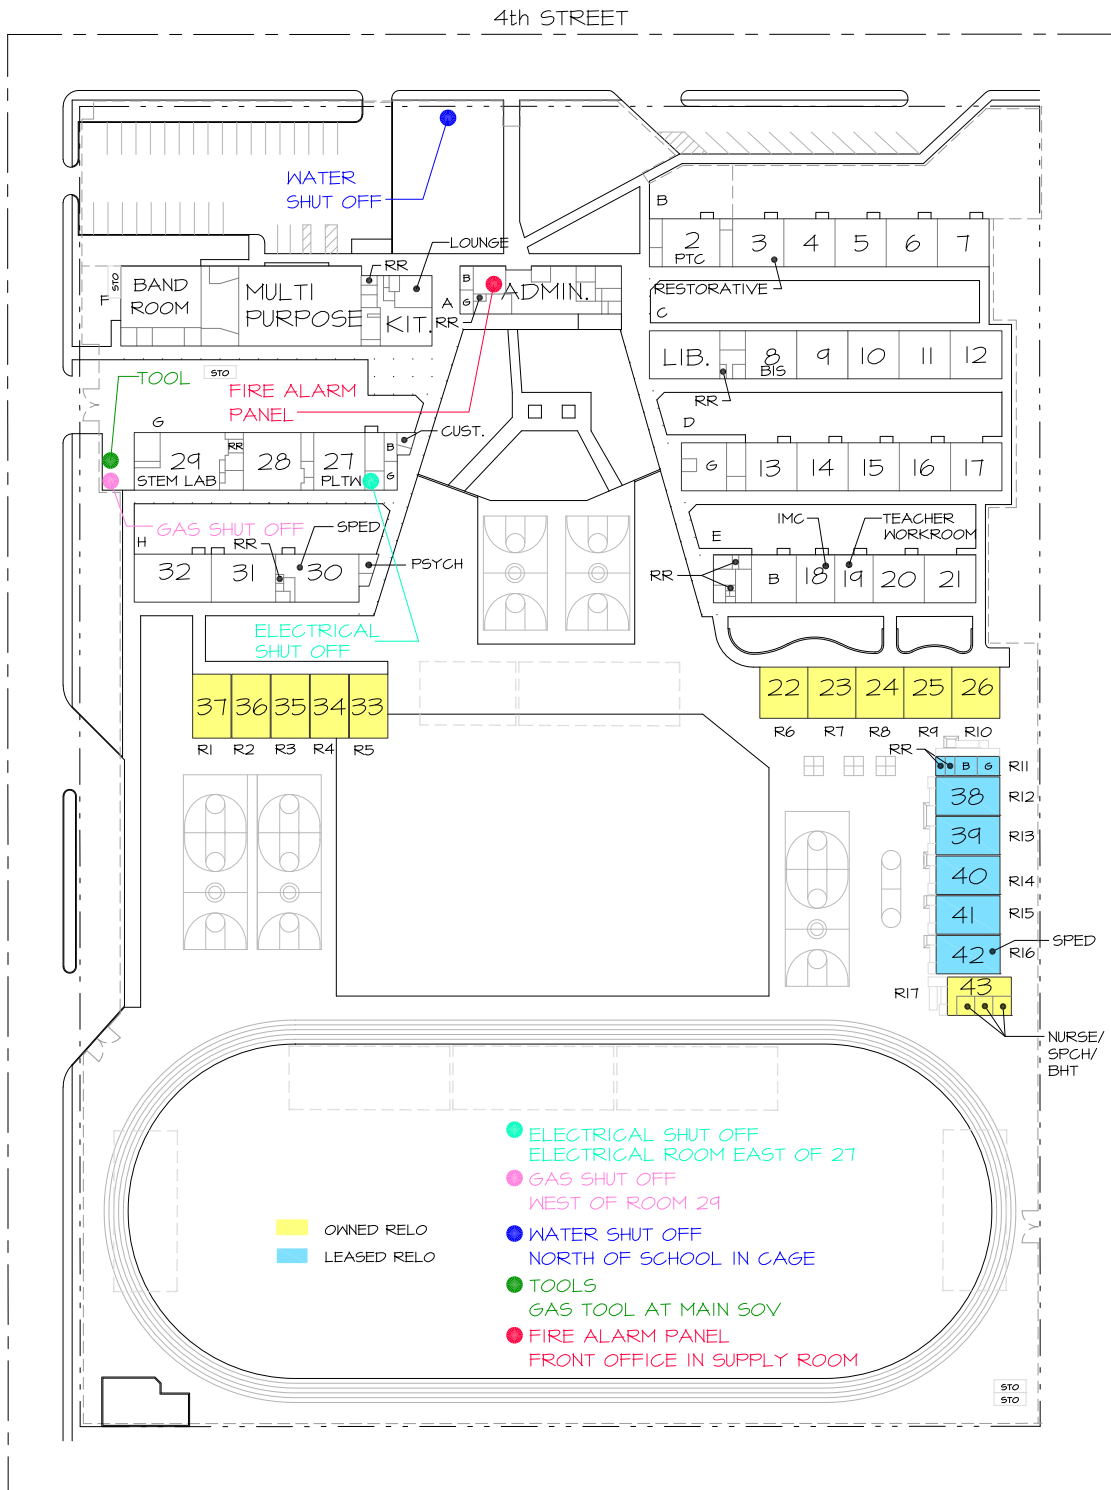 4th STREET
WATER
SHUT OFF
LOUNGE
RR
B
2
PTC
3
4
5
6
7
RESTORATIVE
C
STO
F
BAND
ROOM
MULTI
PURPOSE
KIT.
A
B
G
RR
ADMIN.
LIB.
8
BIS
9
10
11
12
RR
TOOL
STO
FIRE ALARM
PANEL
G
CUST.
D
29
STEM LAB
RR
28
27
PLTW
B
G
G
13
14
15
16
17
GAS SHUT OFF
SPED
H
RR
PSYCH
32
31
30
IMC
TEACHER
WORKROOM
E
RR
B
18
19
20
21
ELECTRICAL
SHUT OFF
37
36
35
34
33
R1
R2
R3
R4
R5
22
23
24
25
26
R6
R7
R8
R9
R10
RR
B
G
R11
38
R12
39
R13
40
R14
41
R15
42
R16
SPED
43
R17
NURSE/
SPCH/
BHT
ELECTRICAL SHUT OFF
ELECTRICAL ROOM EAST OF 27
GAS SHUT OFF
WEST OF ROOM 29
WATER SHUT OFF
NORTH OF SCHOOL IN CAGE
TOOLS
GAS TOOL AT MAIN SOV
FIRE ALARM PANEL
FRONT OFFICE IN SUPPLY ROOM
OWNED RELO
LEASED RELO
STO
STO